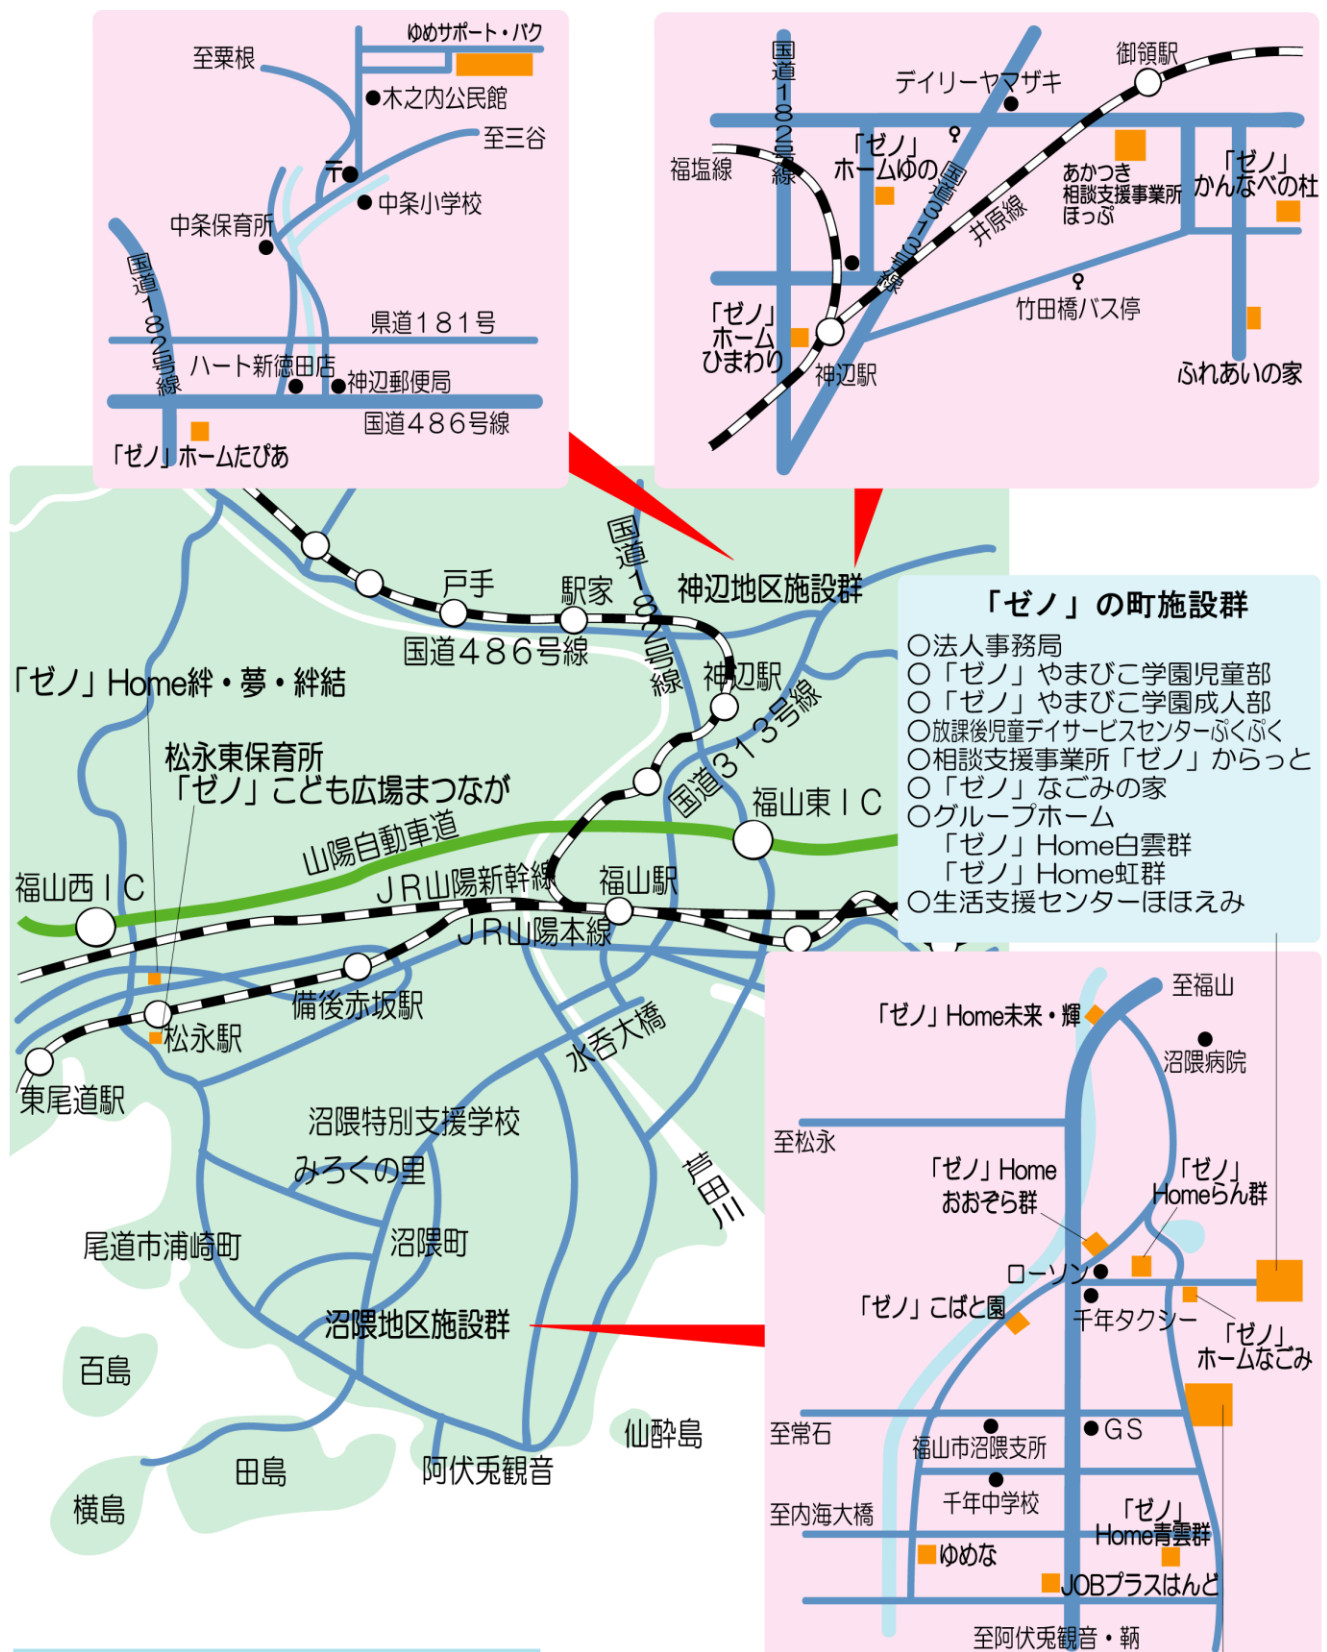 ゆめサポート・バク
至粟根
木之内公民館
至三谷
〒
中条小学校
中条保育所
国道182号線
県道181号
ハート新徳田店
神辺郵便局
国道486号線
「ゼノ」ホームたぴあ
国道182号線
御領駅
デイリーヤマザキ
「ゼノ」
ホームゆの
福塩線
国道313号線
井原線
あかつき
相談支援事業所
ほっぷ
「ゼノ」
かんなべの杜
竹田橋バス停
「ゼノ」
ホーム
ひまわり
神辺駅
ふれあいの家
国道182号線
戸手
駅家
神辺地区施設群
国道486号線
神辺駅
国道313号線
「ゼノ」Home絆・夢・絆結
松永東保育所
「ゼノ」こども広場まつなが
福山東IC
山陽自動車道
福山西IC
JR山陽新幹線
福山駅
JR山陽本線
備後赤坂駅
松永駅
東尾道駅
水呑大橋
沼隈特別支援学校
みろくの里
芦田川
尾道市浦崎町
沼隈町
沼隈地区施設群
百島
仙酔島
田島
阿伏兎観音
横島
「ゼノ」の町施設群
○法人事務局
○「ゼノ」やまびこ学園児童部
○「ゼノ」やまびこ学園成人部
○放課後児童デイサービスセンターぷくぷく
○相談支援事業所「ゼノ」からっと
○「ゼノ」なごみの家
○グループホーム
「ゼノ」Home白雲群
「ゼノ」Home虹群
○生活支援センターほほえみ
至福山
「ゼノ」Home未来・輝
沼隈病院
至松永
「ゼノ」Home
おおぞら群
「ゼノ」
Homeらん群
ローソン
「ゼノ」こばと園
千年タクシー
「ゼノ」
ホームなごみ
至常石
福山市沼隈支所
GS
千年中学校
至内海大橋
「ゼノ」
Home青雲群
ゆめな
JOBプラスはんど
至阿伏兎観音・鞆